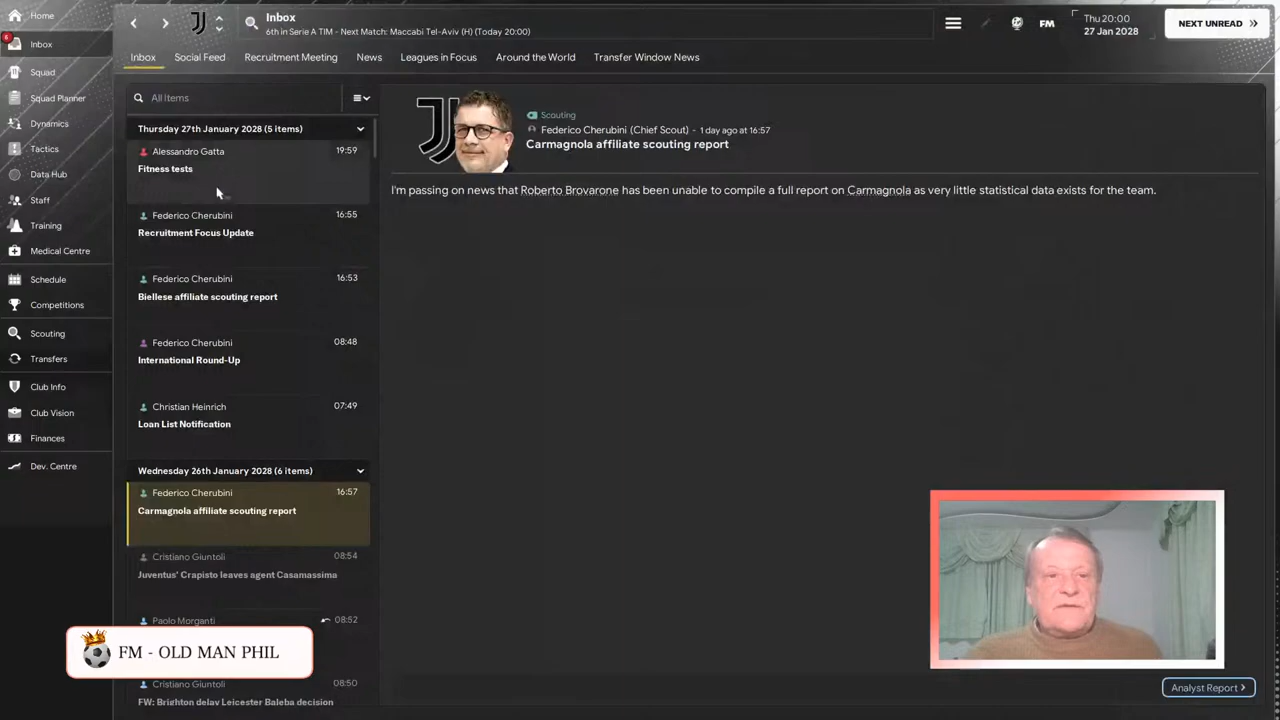 Home
6
Inbox
Squad
Squad Planner
Dynamics
Tactics
Data Hub
Staff
Training
Medical Centre
Schedule
Competitions
Scouting
Transfers
Club Info
Club Vision
Finances
Dev. Centre
Inbox
6th in Serie A TIM - Next Match: Maccabi Tel-Aviv (H) (Today 20:00)
FM
Thu 20:00
27 Jan 2028
NEXT UNREAD
Inbox
Social Feed
Recruitment Meeting
News
Leagues in Focus
Around the World
Transfer Window News
All Items
Thursday 27th January 2028 (5 items)
Alessandro Gatta 19:59
Fitness tests
Federico Cherubini 16:55
Recruitment Focus Update
Federico Cherubini 16:53
Biellese affiliate scouting report
Federico Cherubini 08:48
International Round-Up
Christian Heinrich 07:49
Loan List Notification
Wednesday 26th January 2028 (6 items)
Federico Cherubini 16:57
Carmagnola affiliate scouting report
Cristiano Giuntoli 08:54
Juventus' Crapisto leaves agent Casamassima
Paolo Morganti 08:52
Cristiano Giuntoli 08:50
FW: Brighton delay Leicester Baleba decision
Scouting
Federico Cherubini (Chief Scout) - 1 day ago at 16:57
Carmagnola affiliate scouting report
I'm passing on news that Roberto Brovarone has been unable to compile a full report on Carmagnola as very little statistical data exists for the team.
Analyst Report
FM - OLD MAN PHIL